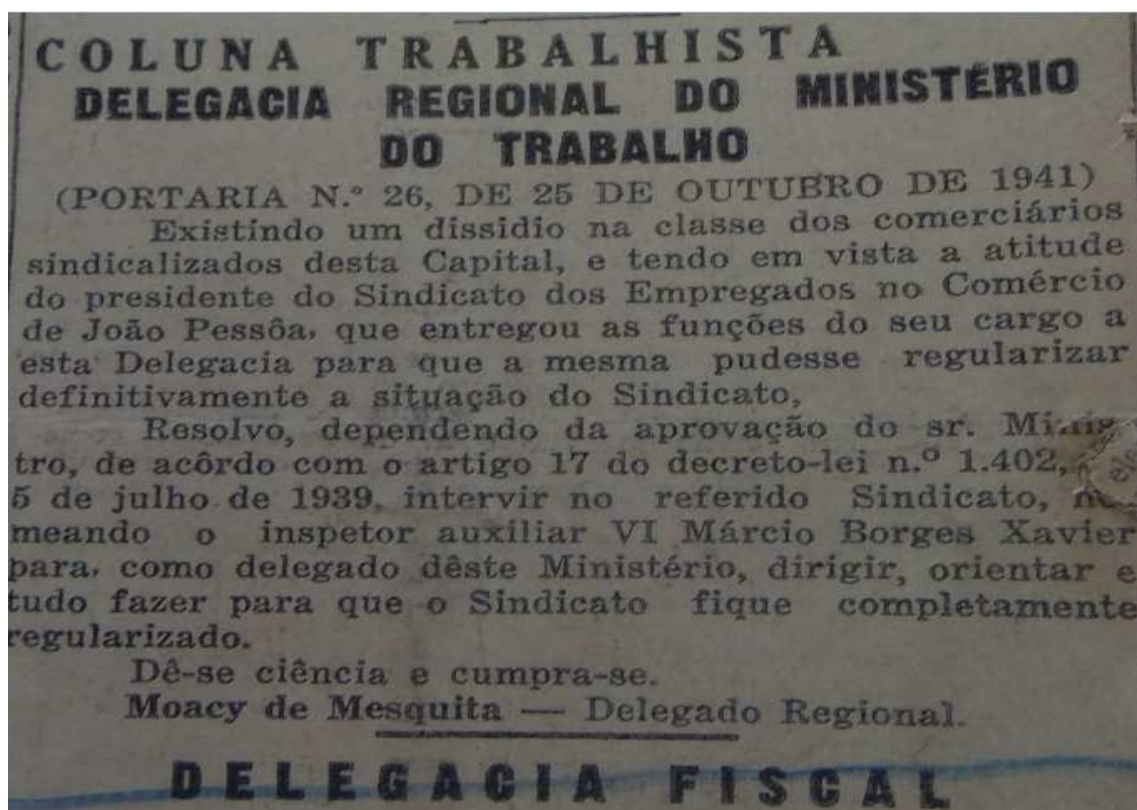 COLUNA TRABALHISTA
DELEGACIA REGIONAL DO MINISTÉRIO
DO TRABALHO
(PORTARIA N.º 26, DE 25 DE OUTUBRO DE 1941)
Existindo um dissidio na classe dos comerciários
sindicalizados desta Capital, e tendo em vista a atitude
do presidente do Sindicato dos Empregados no Comércio
de João Pessôa, que entregou as funções do seu cargo a
esta Delegacia para que a mesma pudesse regularizar
definitivamente a situação do Sindicato,
Resolvo, dependendo da aprovação do sr. Minis-
tro, de acôrdo com o artigo 17 do decreto-lei n.º 1.402,
5 de julho de 1939, intervir no referido Sindicato,
meando o inspetor auxiliar VI Márcio Borges Xavier
para, como delegado dêste Ministério, dirigir, orientar e
tudo fazer para que o Sindicato fique completamente
regularizado.
Dê-se ciência e cumpra-se.
Moacy de Mesquita — Delegado Regional.
DELEGACIA FISCAL